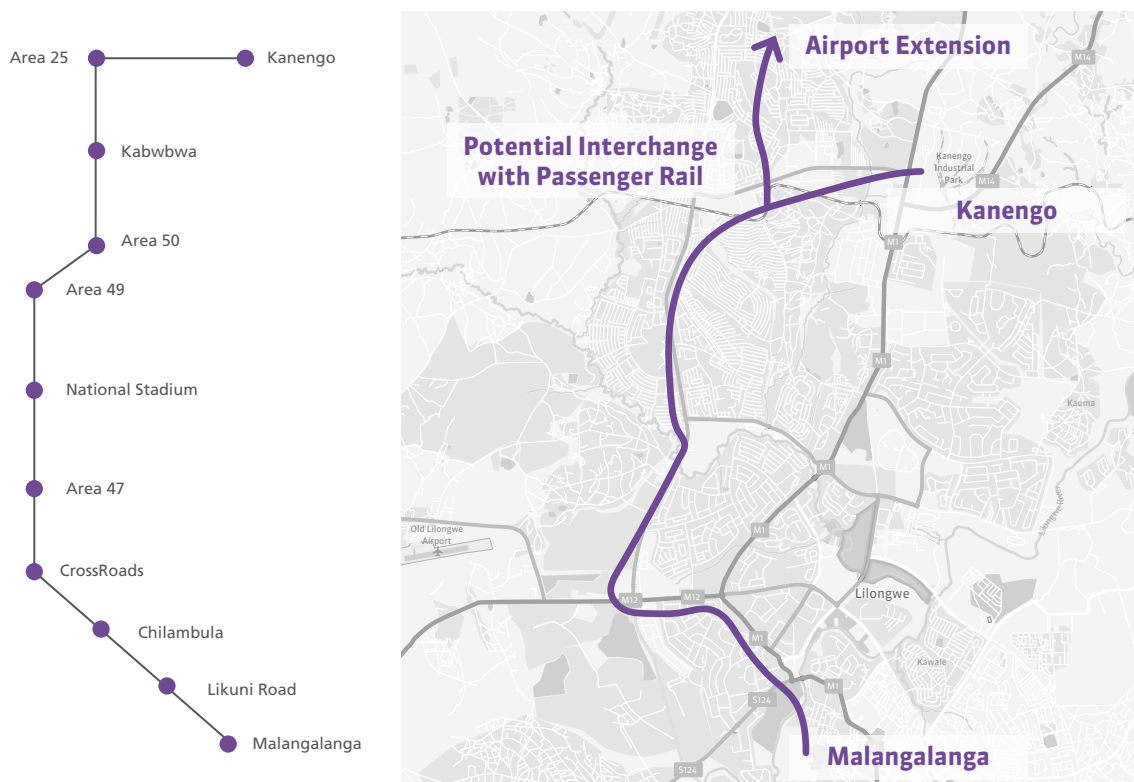 Area 25
Kanengo
Kabwbwa
Area 50
Area 49
National Stadium
Area 47
CrossRoads
Chilambula
Likuni Road
Malangalanga
Airport Extension
M14
Potential Interchange
with Passenger Rail
Kanengo
Industrial
Park
M14
Kanengo
M1
M1
Kauma
M1
Lilongwe River
Old Lilongwe
Airport
M1
M12
M12
Lilongwe
M1
Kawale
M1
S124
Malangalanga
S124